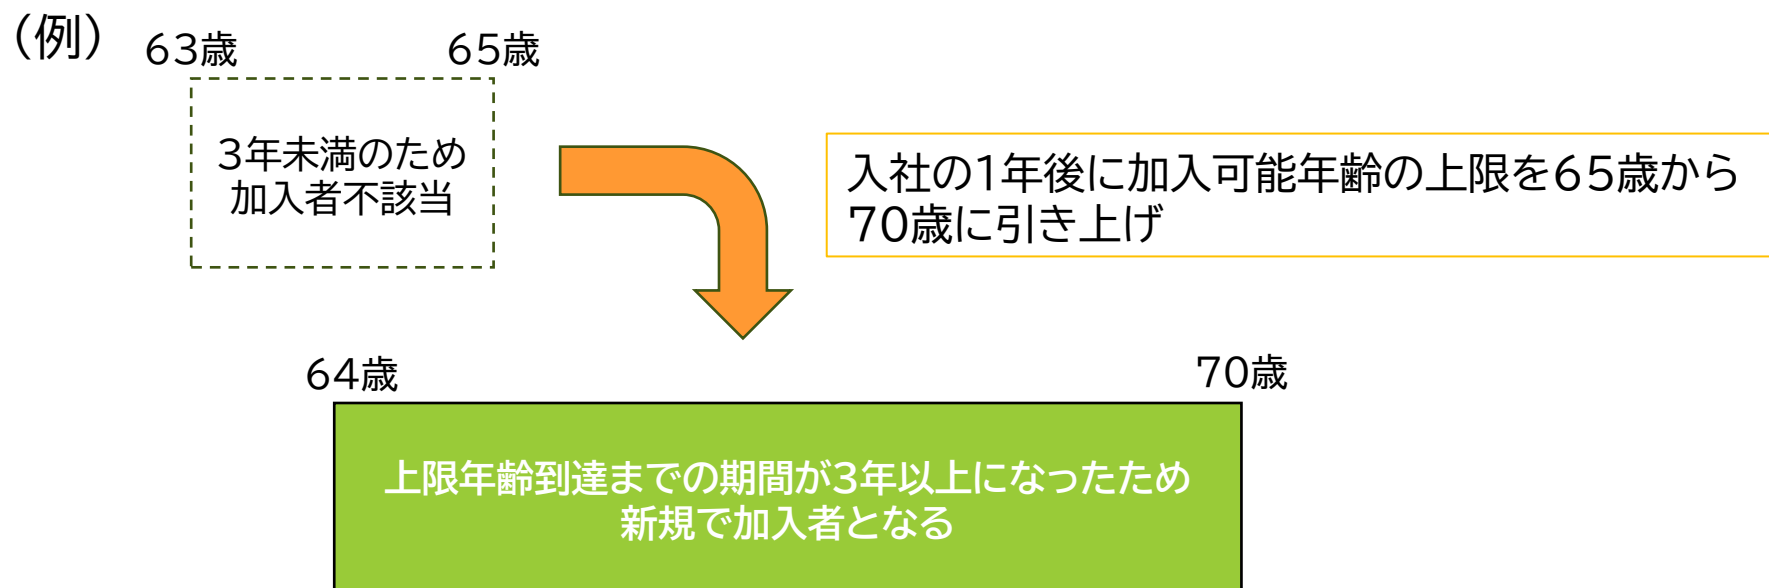 （例）
６３歳
６５歳
３年未満のため
加入者不該当
入社の１年後に加入可能年齢の上限を６５歳から
７０歳に引き上げ
６４歳
７０歳
上限年齢到達までの期間が３年以上になったため
新規で加入者となる